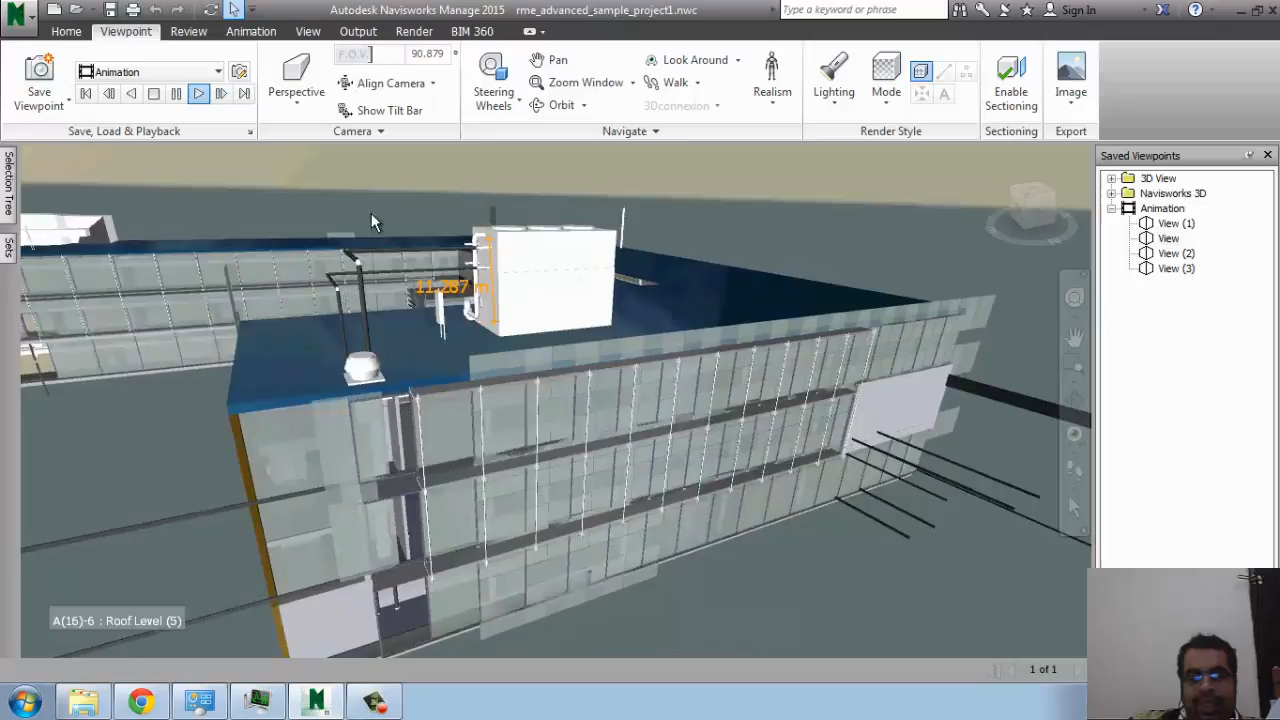 Autodesk Navisworks Manage 2015 rme_advanced_sample_project1.nwc
Type a keyword or phrase
Sign In
Home Viewpoint Review Animation View Output Render BIM 360
Save
Viewpoint
Animation
Save, Load & Playback
Perspective
F.O.V. 90.879 °
Align Camera
Show Tilt Bar
Camera
Steering
Wheels
Pan
Zoom Window
Orbit
Look Around
Walk
3Dconnexion
Realism
Navigate
Lighting
Mode
A
Render Style
Enable
Sectioning
Sectioning
Image
Export
Selection Tree
Sets
11.287 m
A(16)-6 : Roof Level (5)
Saved Viewpoints
3D View
Navisworks 3D
Animation
View (1)
View
View (2)
View (3)
1 of 1